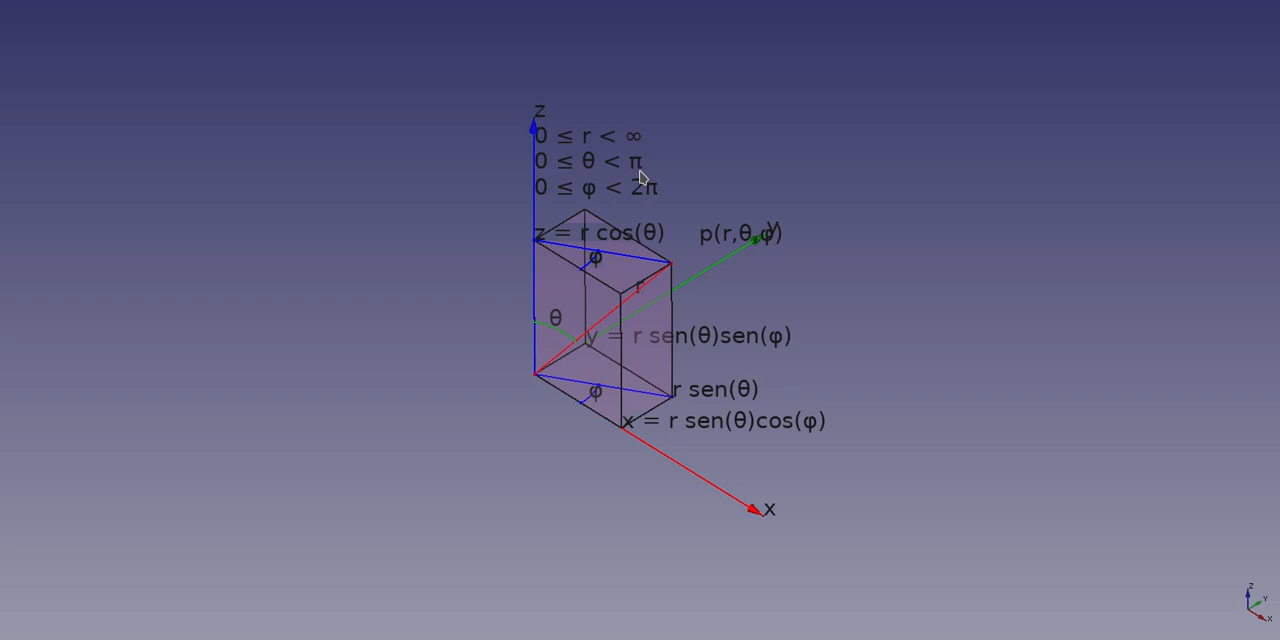 z
0 ≤ r < ∞
0 ≤ θ < π
0 ≤ φ < 2π
z = r cos(θ)
p(r,θ,φ)
y
φ
r
θ
y = r sen(θ)sen(φ)
φ
r sen(θ)
x = r sen(θ)cos(φ)
x
z
Y
X